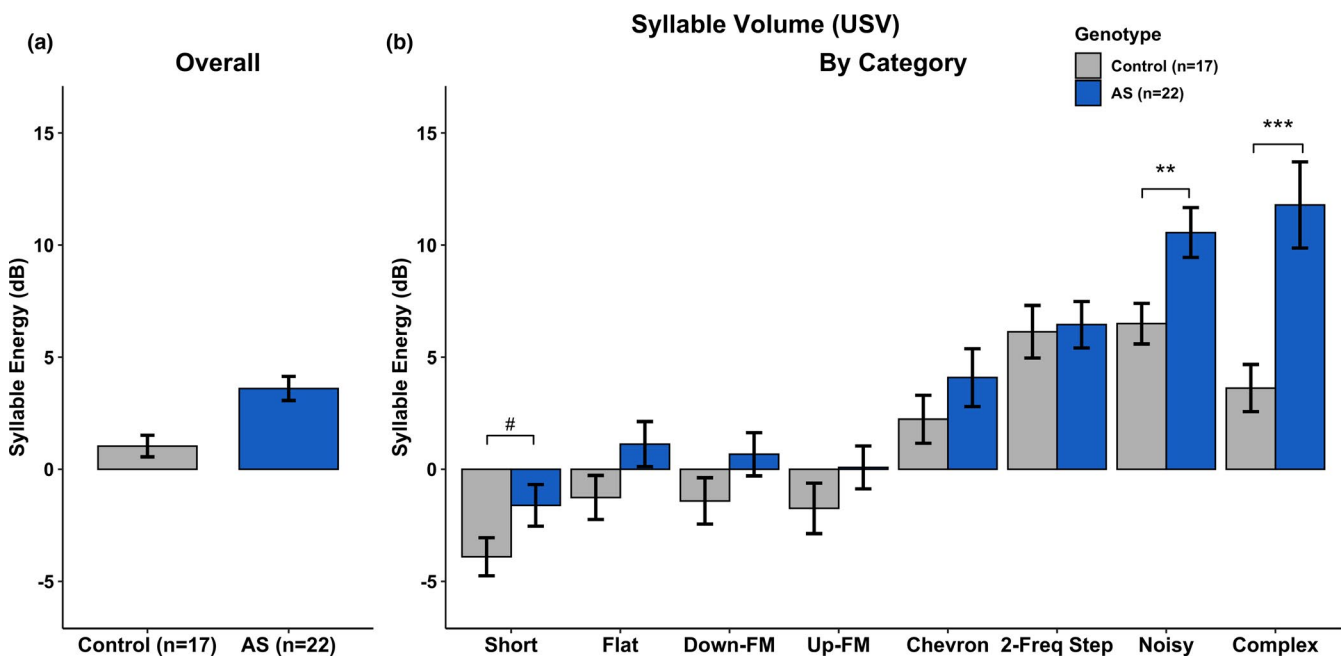 Syllable Volume (USV)
(a)
Overall
Syllable Energy (dB)
15
10
5
0
-5
Control (n=17)
AS (n=22)
(b)
By Category
Genotype
Control (n=17)
AS (n=22)
Syllable Energy (dB)
15
10
5
0
-5
#
**
***
Short
Flat
Down-FM
Up-FM
Chevron
2-Freq Step
Noisy
Complex